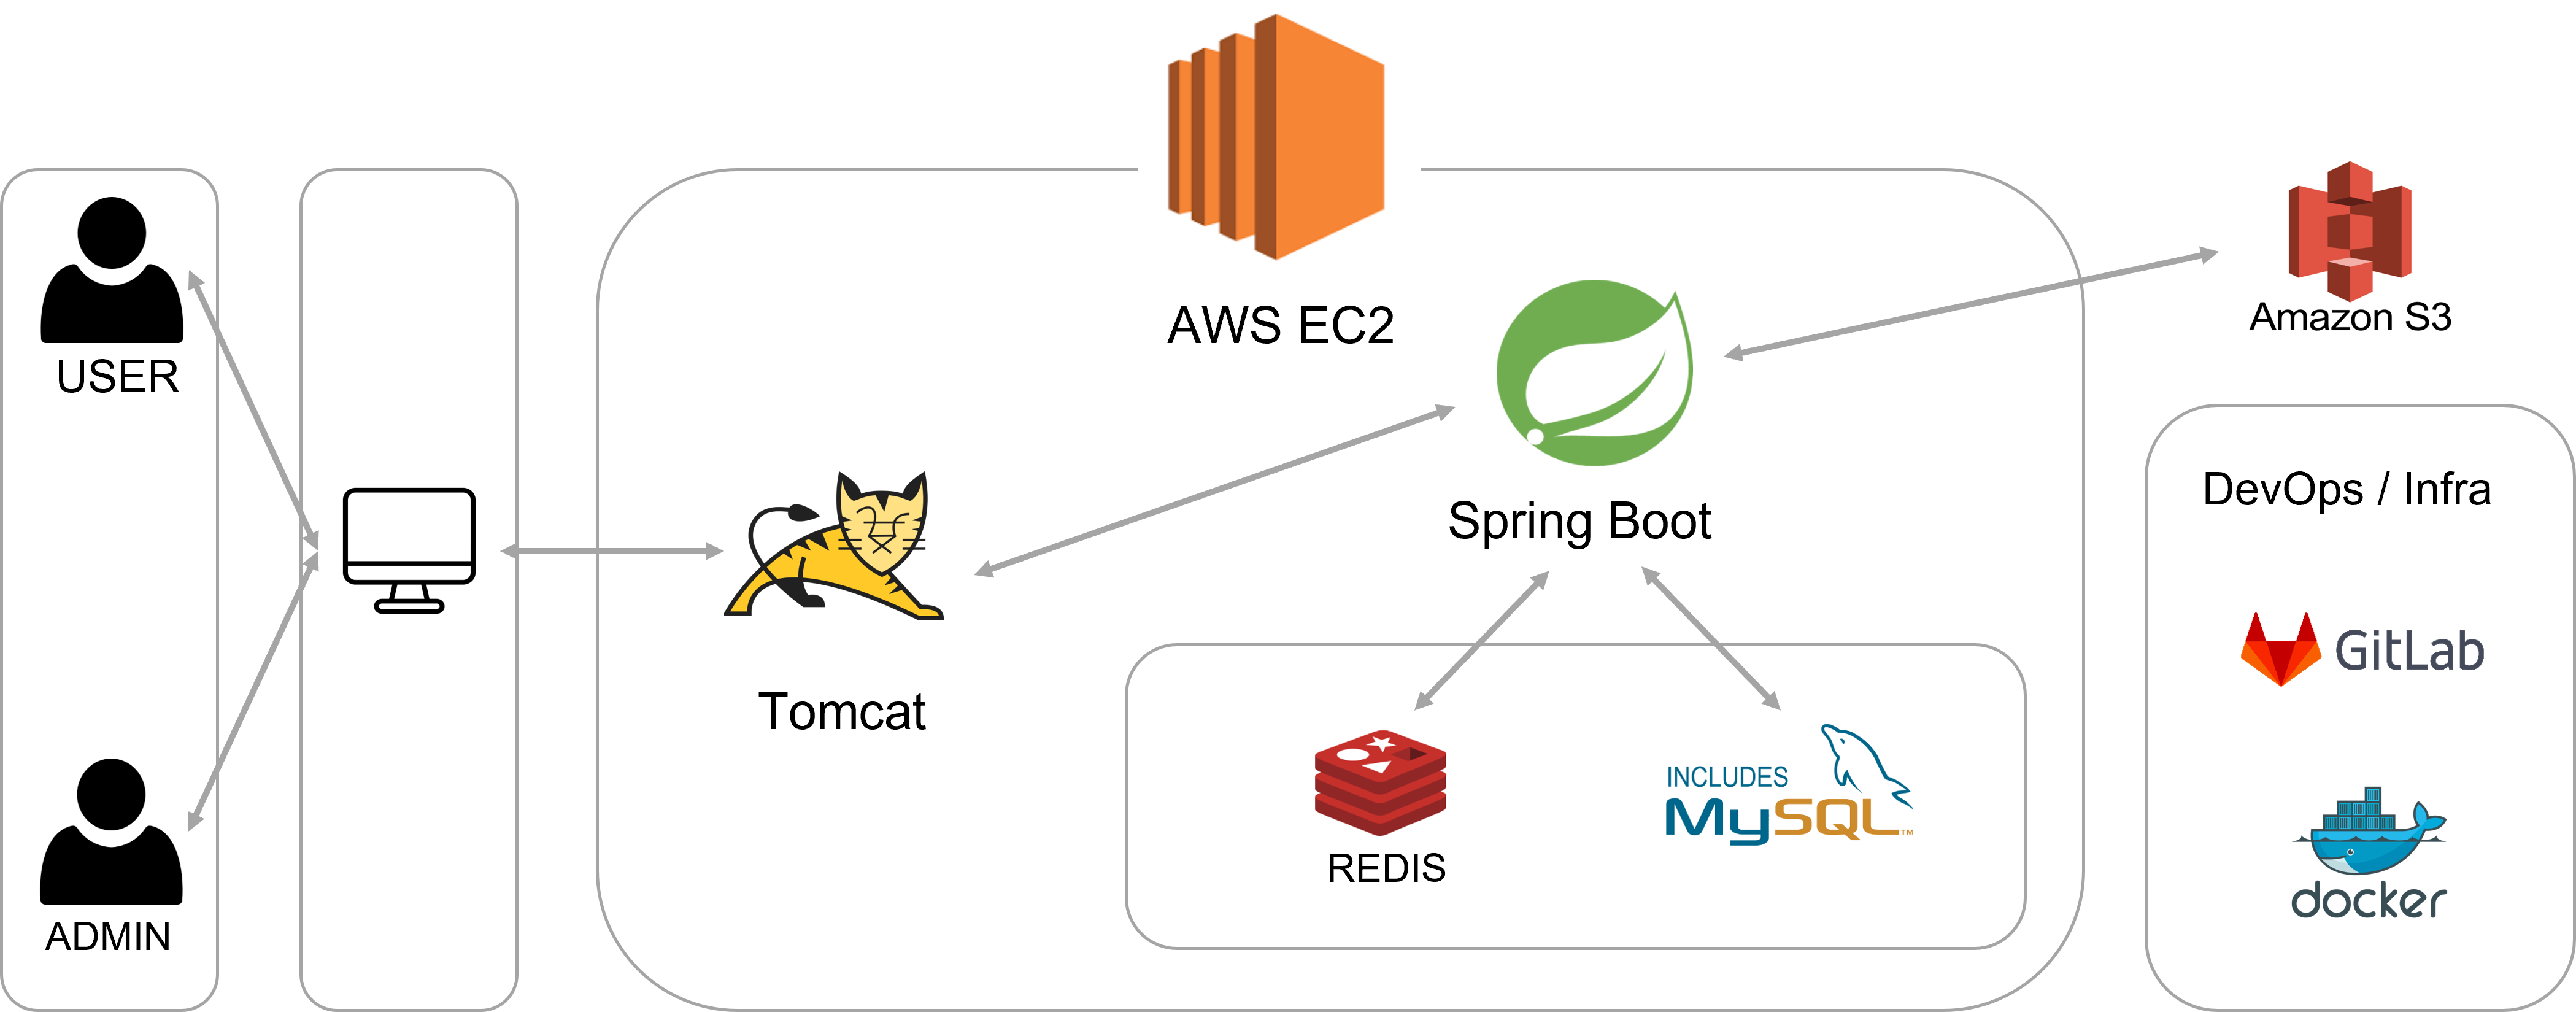 USER
ADMIN
AWS EC2
Tomcat
Spring Boot
REDIS
INCLUDES
MySQL™
Amazon S3
DevOps / Infra
GitLab
docker